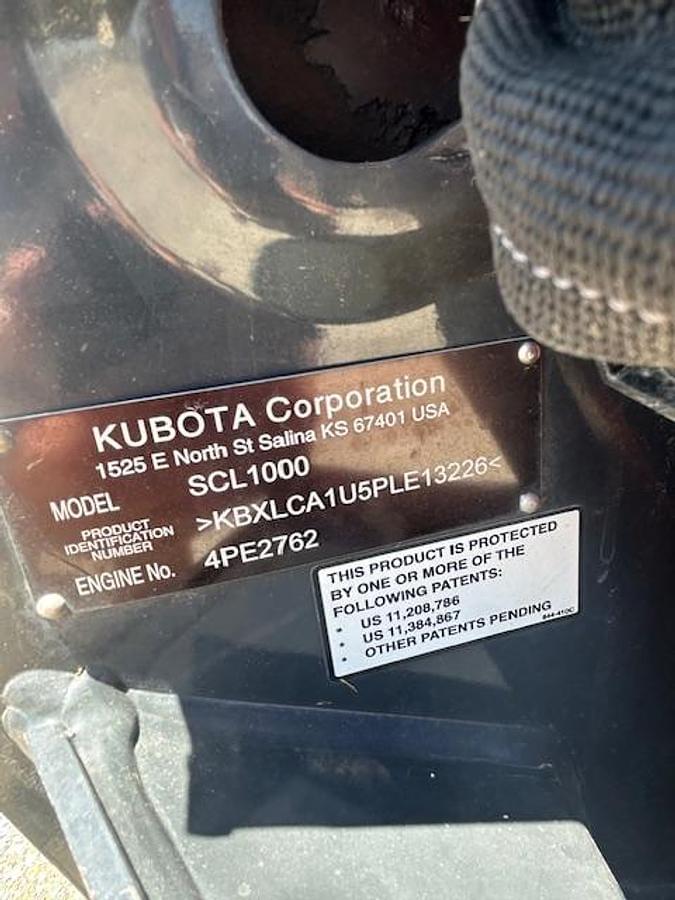 KUBOTA Corporation
1525 E North St Salina KS 67401 USA
MODEL SCL1000
PRODUCT
IDENTIFICATION
NUMBER
>KBXLCA1U5PLE13226<
ENGINE No. 4PE2762
THIS PRODUCT IS PROTECTED
BY ONE OR MORE OF THE
FOLLOWING PATENTS:
• US 11,208,786
• US 11,384,867
• OTHER PATENTS PENDING
844-410C